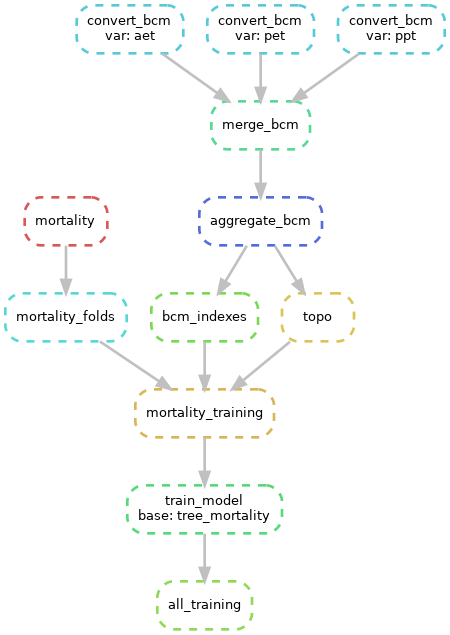 convert_bcm
var: aet
convert_bcm
var: pet
convert_bcm
var: ppt
merge_bcm
mortality
aggregate_bcm
mortality_folds
bcm_indexes
topo
mortality_training
train_model
base: tree_mortality
all_training